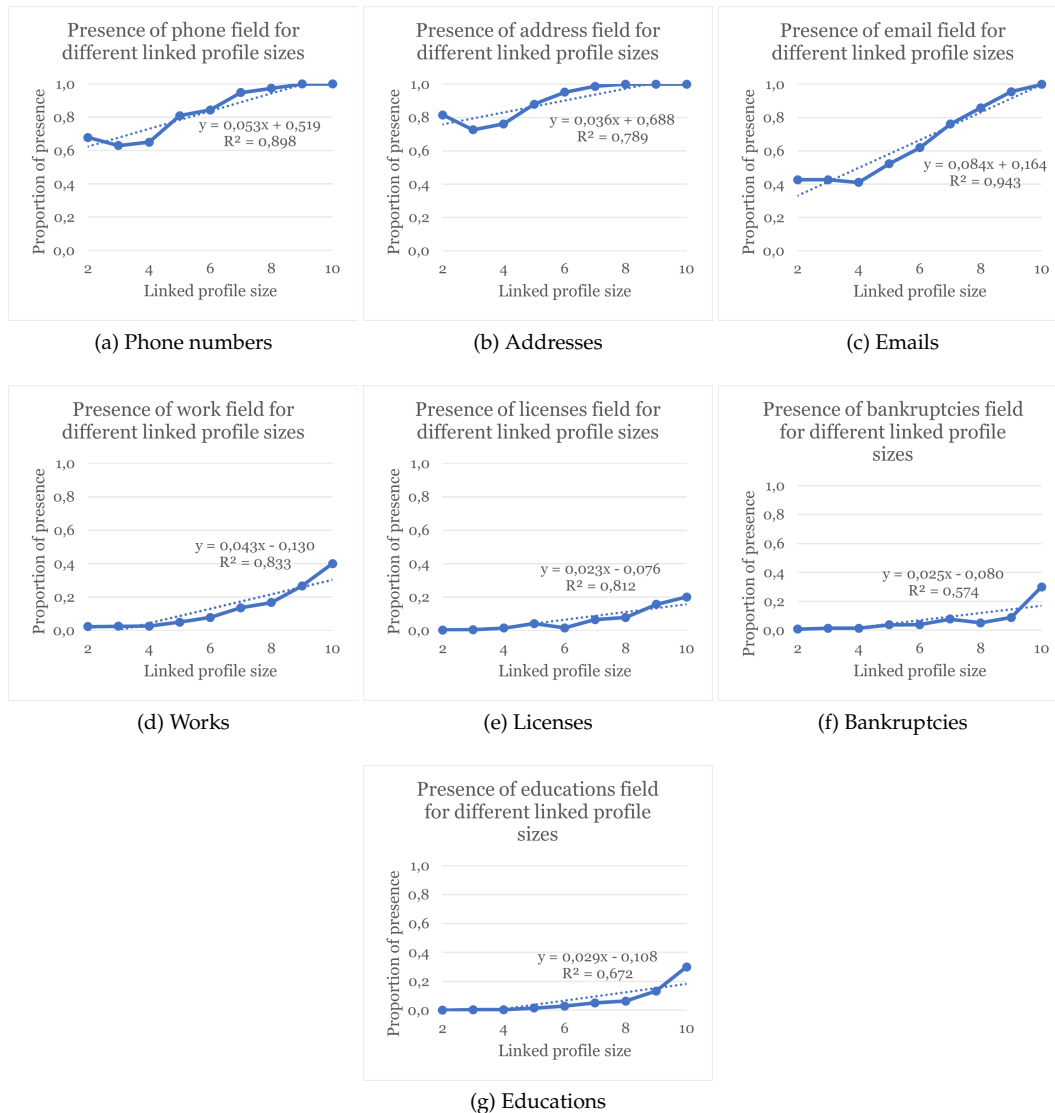 Presence of phone field for
different linked profile sizes
Proportion of presence
1,0
0,8
0,6
0,4
0,2
0,0
y = 0,053x + 0,519
R² = 0,898
2 4 6 8 10
Linked profile size
(a) Phone numbers
Presence of address field for
different linked profile sizes
Proportion of presence
1,0
0,8
0,6
0,4
0,2
0,0
y = 0,036x + 0,688
R² = 0,789
2 4 6 8 10
Linked profile size
(b) Addresses
Presence of email field for
different linked profile sizes
Proportion of presence
1,0
0,8
0,6
0,4
0,2
0,0
y = 0,084x + 0,164
R² = 0,943
2 4 6 8 10
Linked profile size
(c) Emails
Presence of work field for
different linked profile sizes
Proportion of presence
1,0
0,8
0,6
0,4
0,2
0,0
y = 0,043x - 0,130
R² = 0,833
2 4 6 8 10
Linked profile size
(d) Works
Presence of licenses field for
different linked profile sizes
Proportion of presence
1,0
0,8
0,6
0,4
0,2
0,0
y = 0,023x - 0,076
R² = 0,812
2 4 6 8 10
Linked profile size
(e) Licenses
Presence of bankruptcies field
for different linked profile
sizes
Proportion of presence
1,0
0,8
0,6
0,4
0,2
0,0
y = 0,025x - 0,080
R² = 0,574
2 4 6 8 10
Linked profile size
(f) Bankruptcies
Presence of educations field
for different linked profile
sizes
Proportion of presence
1,0
0,8
0,6
0,4
0,2
0,0
y = 0,029x - 0,108
R² = 0,672
2 4 6 8 10
Linked profile size
(g) Educations